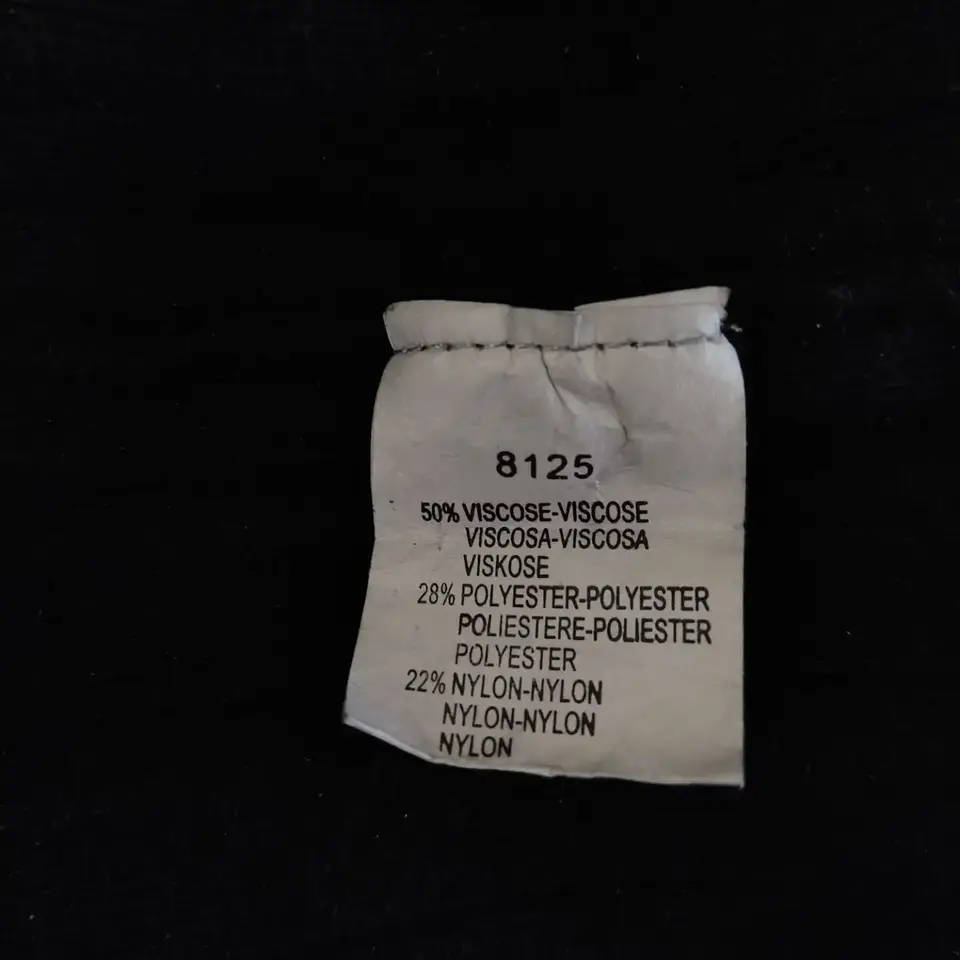 8125
50% VISCOSE-VISCOSE
VISCOSA-VISCOSA
VISKOSE
28% POLYESTER-POLYESTER
POLIESTERE-POLIESTER
POLYESTER
22% NYLON-NYLON
NYLON-NYLON
NYLON